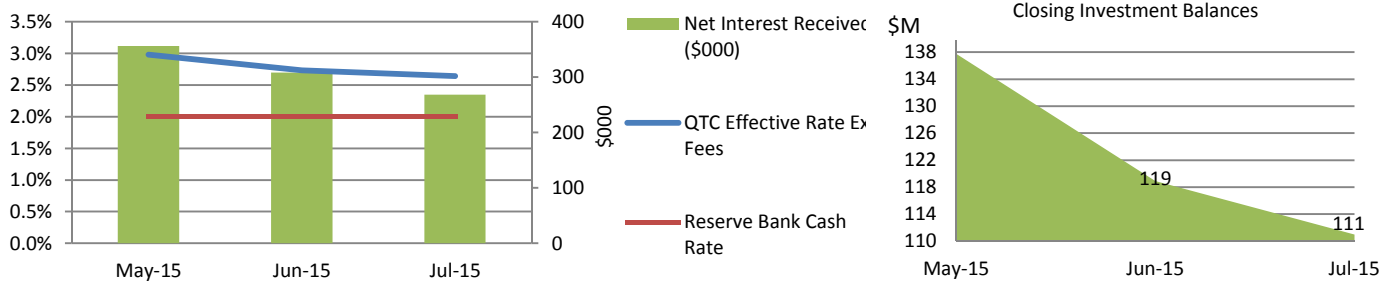 3.5%
3.0%
2.5%
2.0%
1.5%
1.0%
0.5%
0.0%
May-15
Jun-15
Jul-15
400
300
200
100
0
$000
Net Interest Received
($000)
QTC Effective Rate Ex
Fees
Reserve Bank Cash
Rate
Closing Investment Balances
$M
138
134
130
126
122
118
114
110
119
111
May-15
Jun-15
Jul-15